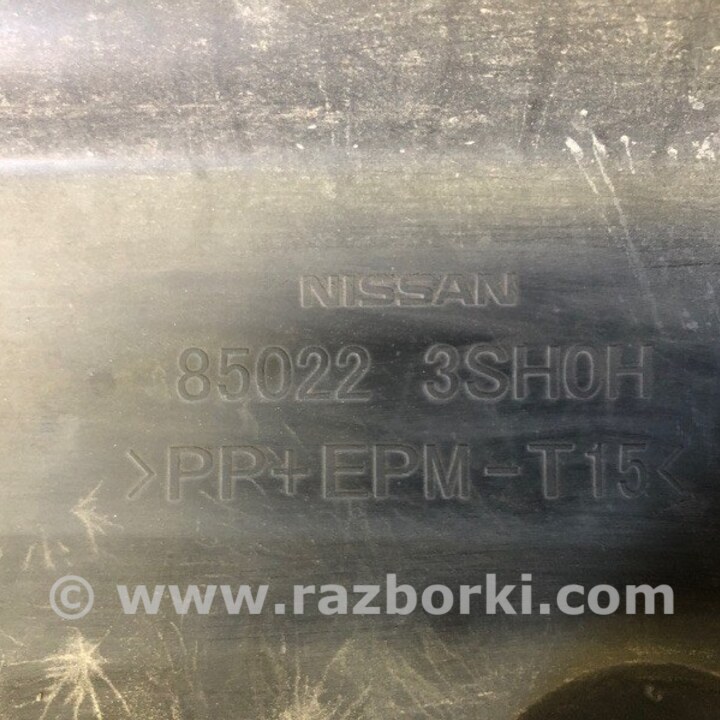 NISSAN
85022 3SH0H
>PP+EPM-T15<
© www.razborki.com